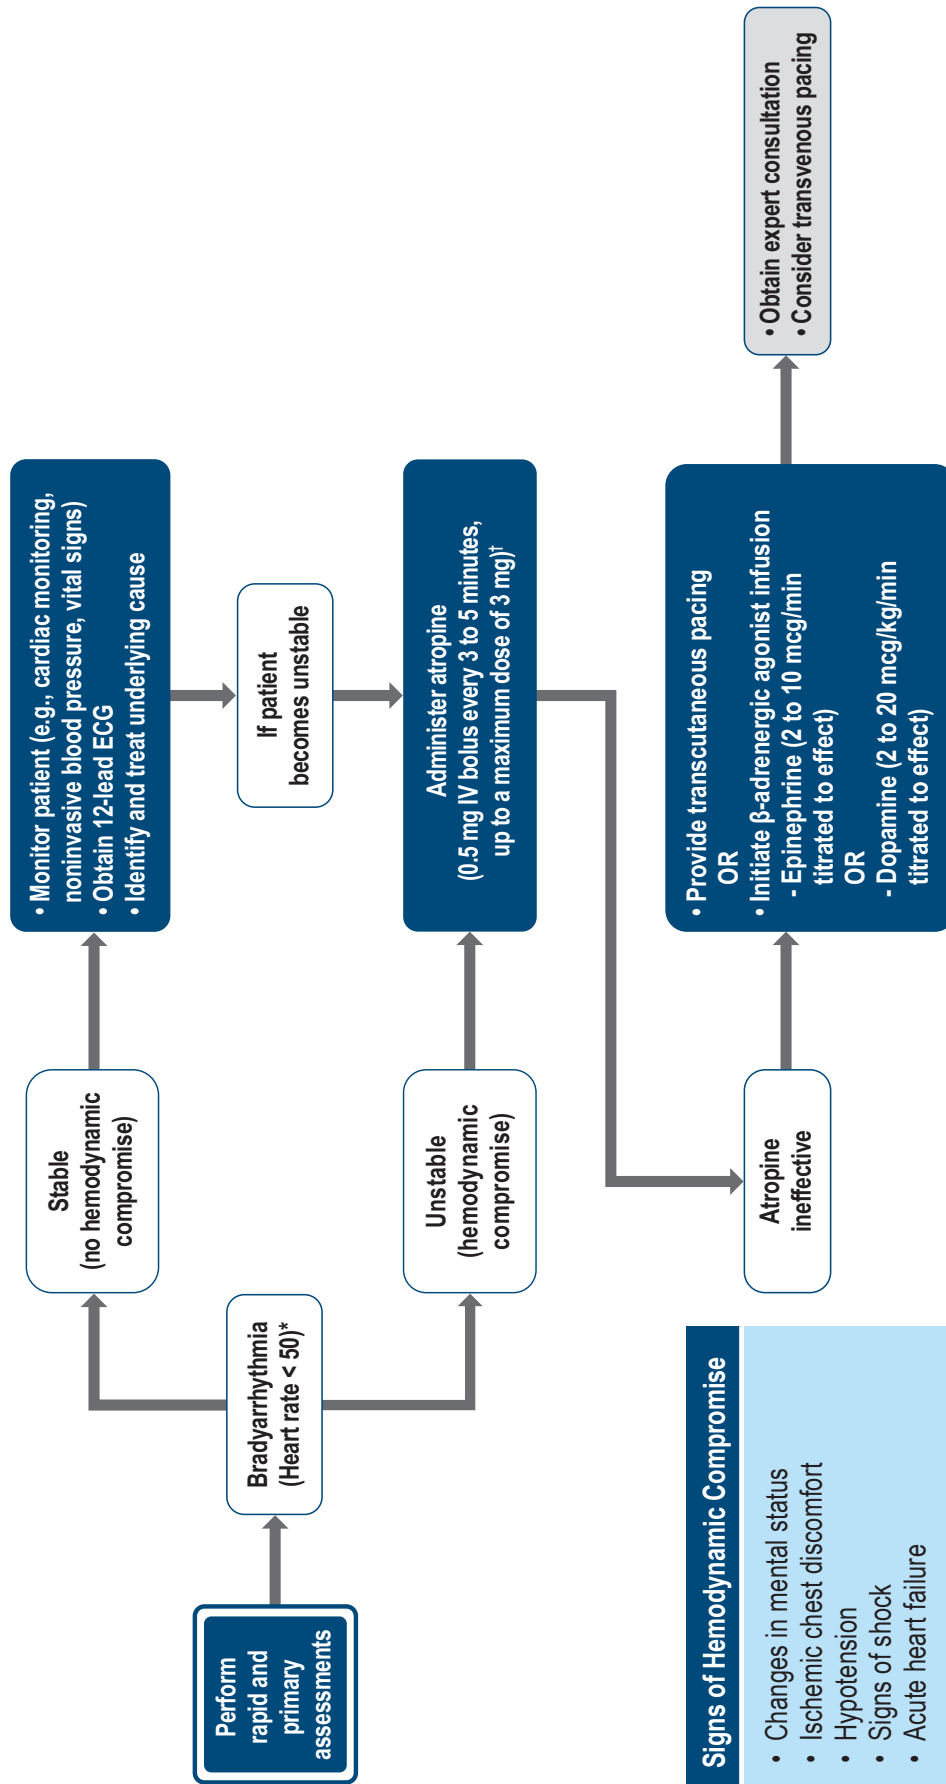 Perform
rapid and
primary
assessments
Bradyarrhythmia
(Heart rate < 50)*
Stable
(no hemodynamic
compromise)
• Monitor patient (e.g., cardiac monitoring,
noninvasive blood pressure, vital signs)
• Obtain 12-lead ECG
• Identify and treat underlying cause
If patient
becomes unstable
Unstable
(hemodynamic
compromise)
Administer atropine
(0.5 mg IV bolus every 3 to 5 minutes,
up to a maximum dose of 3 mg)†
Atropine
ineffective
• Provide transcutaneous pacing
OR
• Initiate β-adrenergic agonist infusion
- Epinephrine (2 to 10 mcg/min
titrated to effect)
OR
- Dopamine (2 to 20 mcg/kg/min
titrated to effect)
• Obtain expert consultation
• Consider transvenous pacing
Signs of Hemodynamic Compromise
• Changes in mental status
• Ischemic chest discomfort
• Hypotension
• Signs of shock
• Acute heart failure